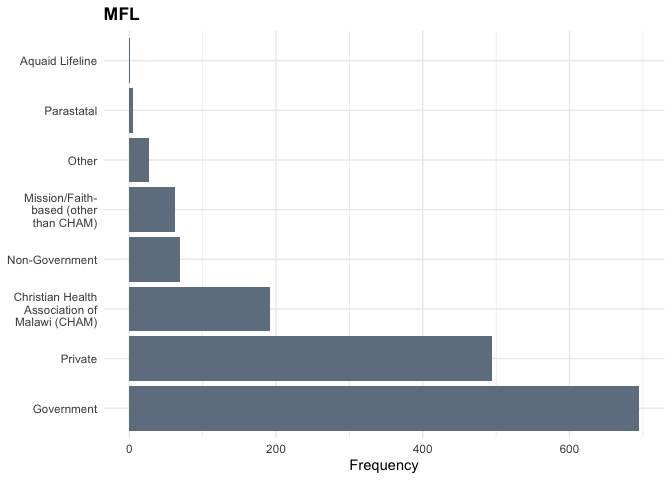 MFL
Aquaid Lifeline
Parastatal
Other
Mission/Faith-
based (other
than CHAM)
Non-Government
Christian Health
Association of
Malawi (CHAM)
Private
Government
0 200 400 600
Frequency